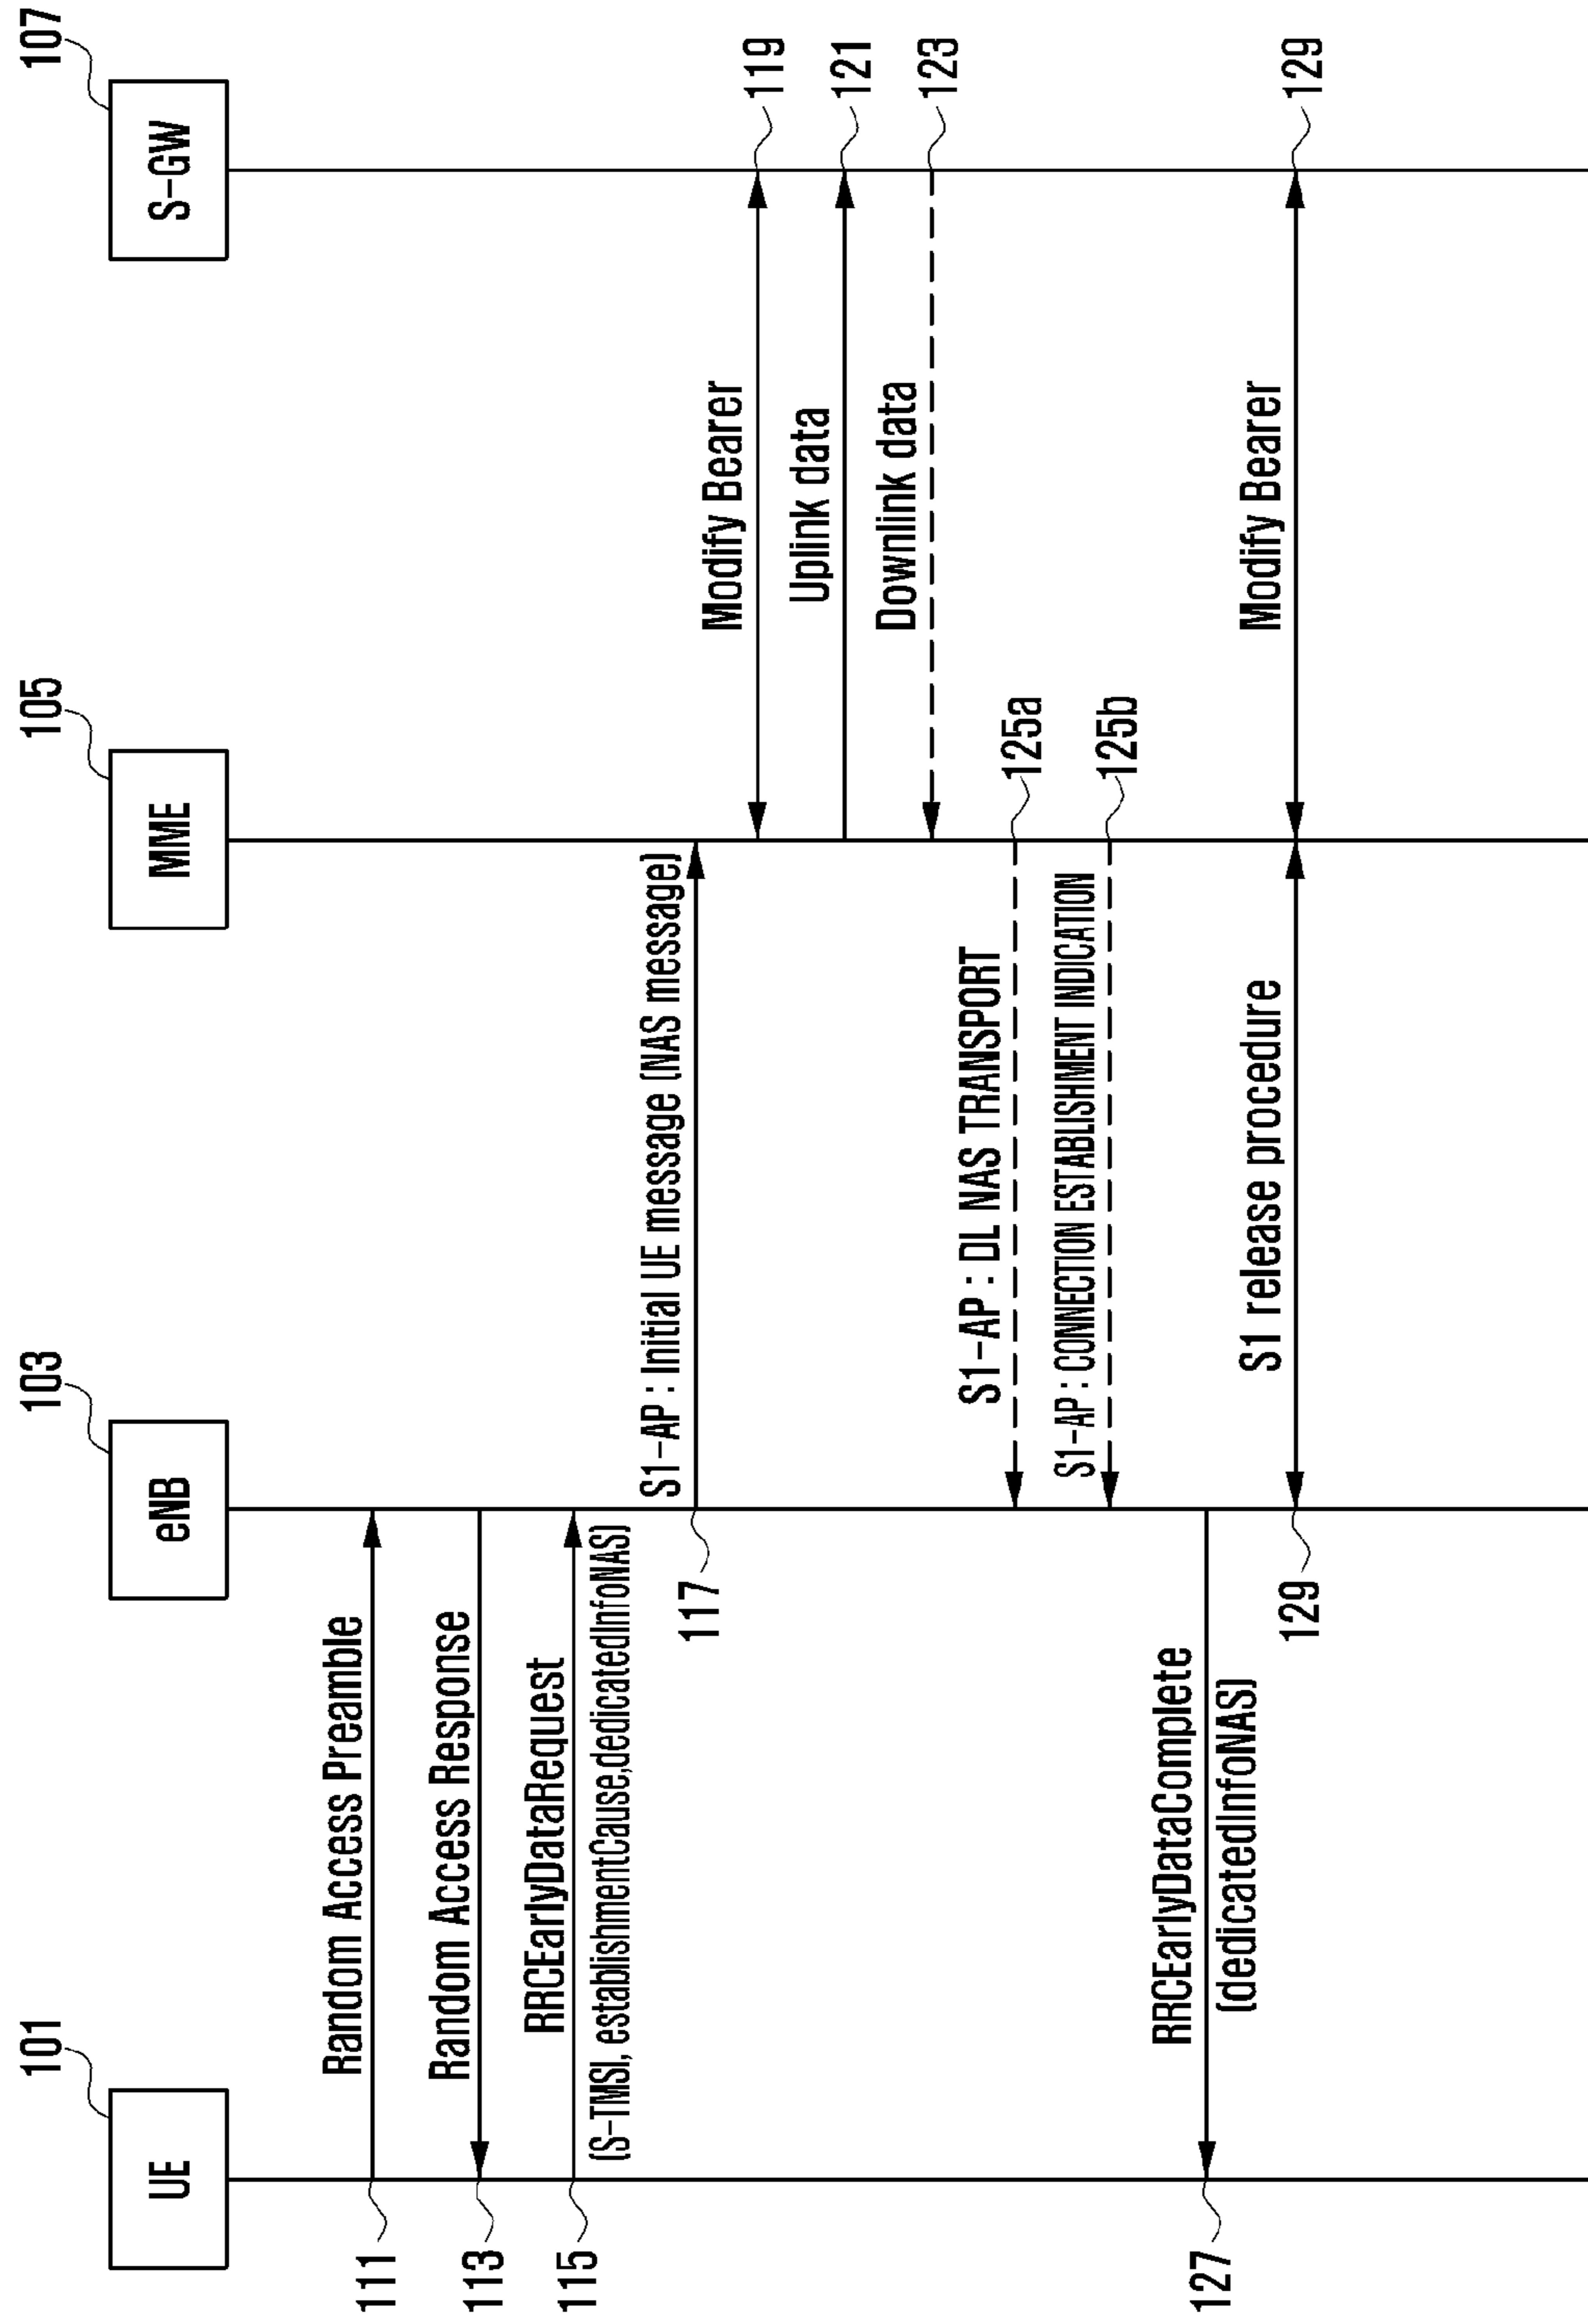 101
103
105
107
UE
eNB
MME
S-GW
111
Random Access Preamble
113
Random Access Response
115
RRCEarlyDataRequest
(S-TMSI, establishmentCause,dedicatedInfoNAS)
S1-AP : Initial UE message (NAS message)
117
Modify Bearer
119
Uplink data
121
Downlink data
123
S1-AP : DL NAS TRANSPORT
125a
S1-AP : CONNECTION ESTABLISHMENT INDICATION
125b
127
RRCEarlyDataComplete
(dedicatedInfoNAS)
129
S1 release procedure
Modify Bearer
129